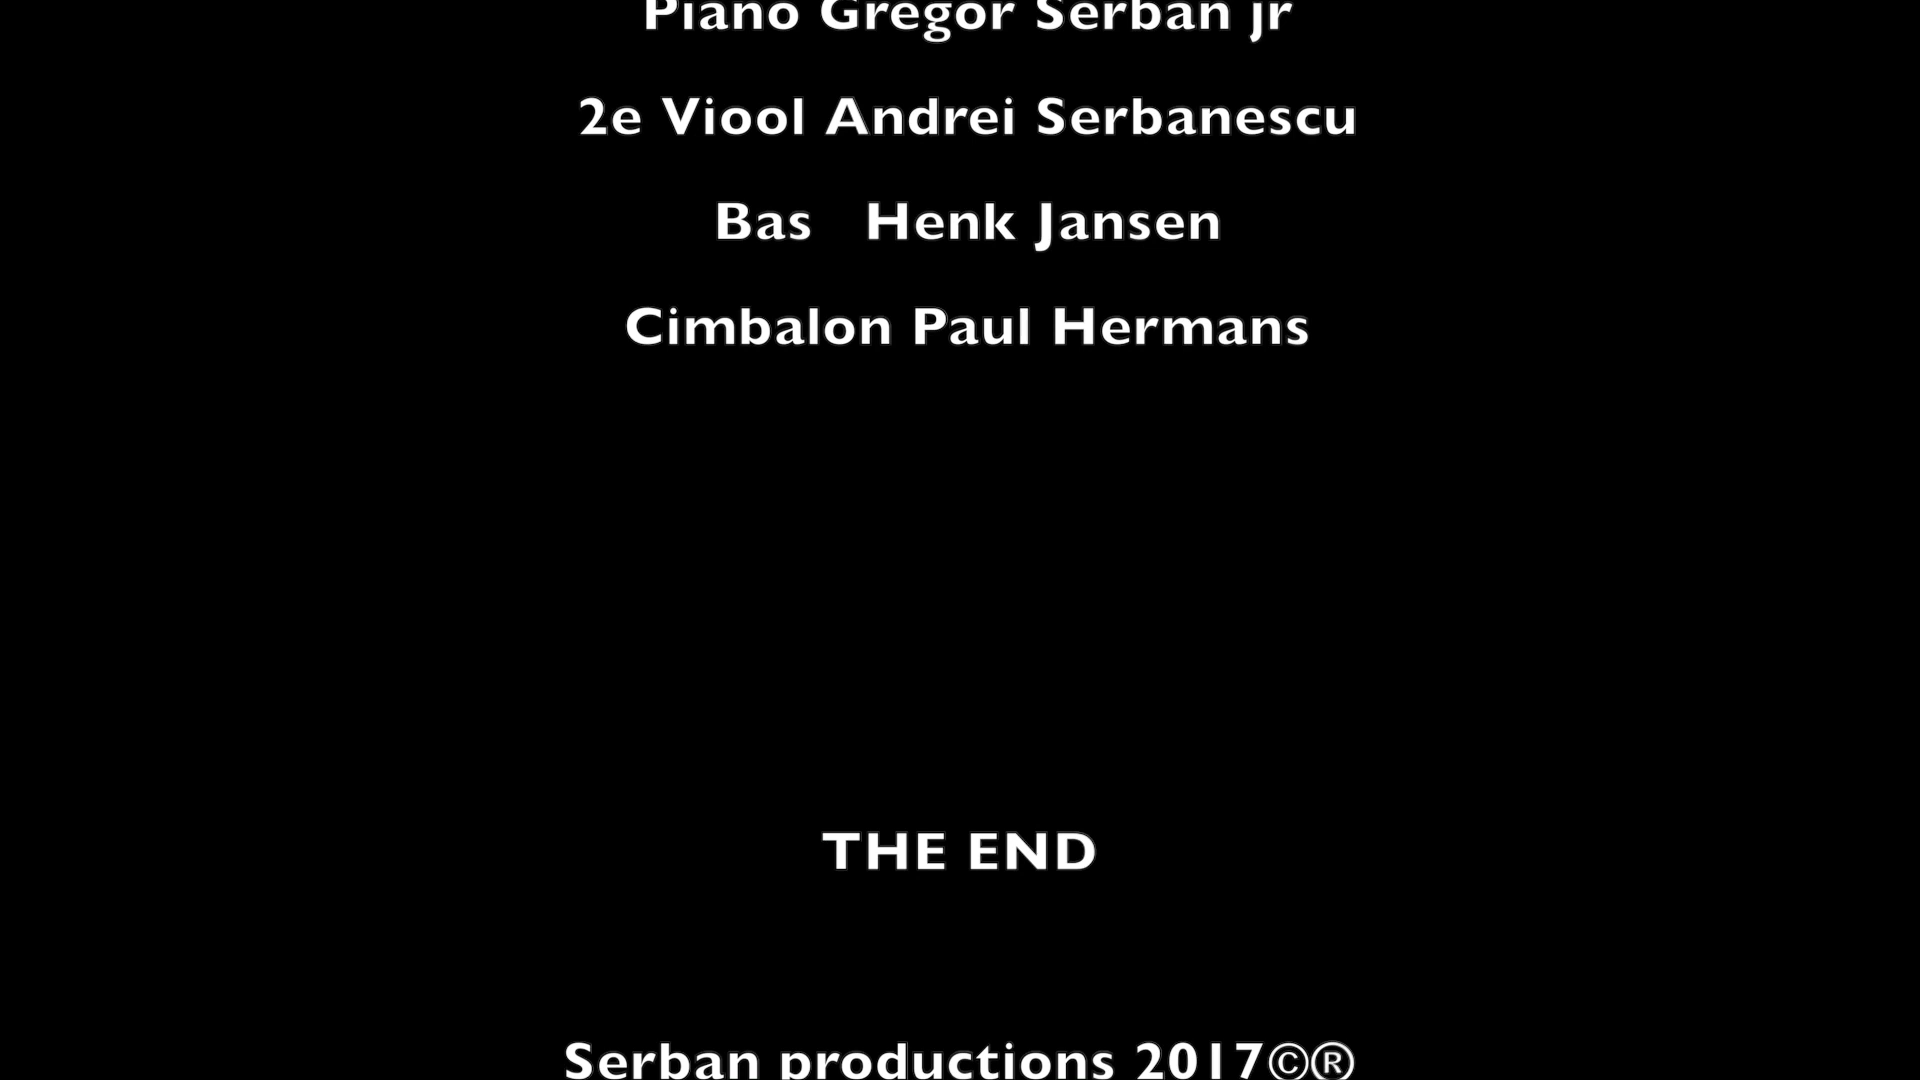 Piano Gregor Serban jr
2e Viool Andrei Serbanescu
Bas   Henk Jansen
Cimbalon Paul Hermans
THE END
Serban productions 2017©®